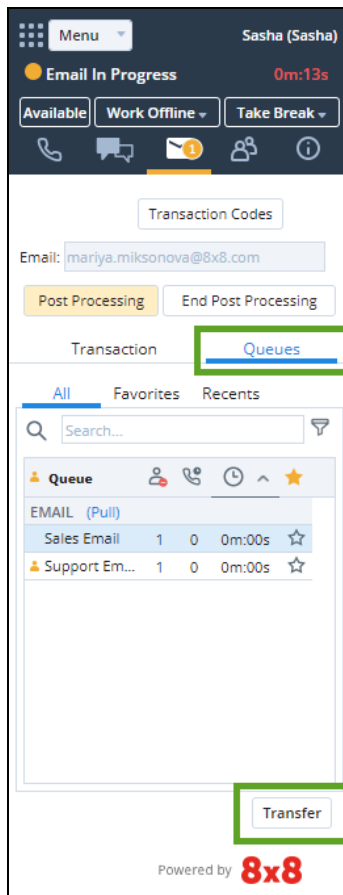 Menu Sasha (Sasha)
Email In Progress 0m:13s
Available Work Offline Take Break
1
Transaction Codes
Email: mariya.miksonova@8x8.com
Post Processing End Post Processing
Transaction Queues
All Favorites Recents
Search...
Queue
EMAIL (Pull)
Sales Email 1 0 0m:00s
Support Em... 1 0 0m:00s
Transfer
Powered by 8x8